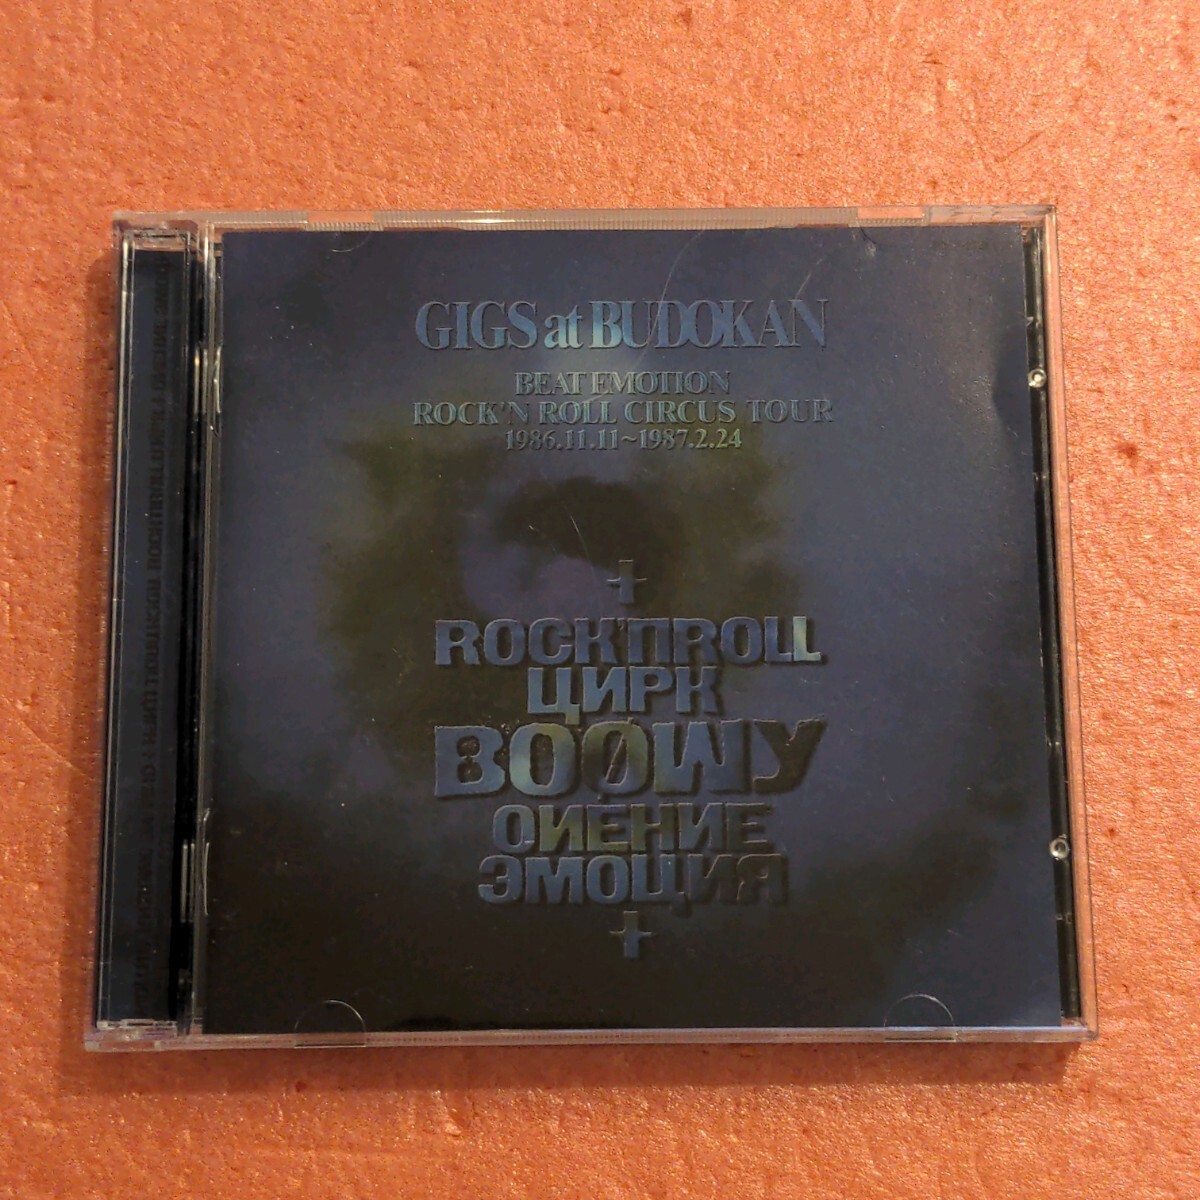 GIGS at BUDOKAN
BEAT EMOTION
ROCK'N ROLL CIRCUS TOUR
1986.11.11~1987.2.24
ROCK'ПROLL
ЦИРК
BOØWY
ОИЕНИЕ
ЭМОЦИЯ